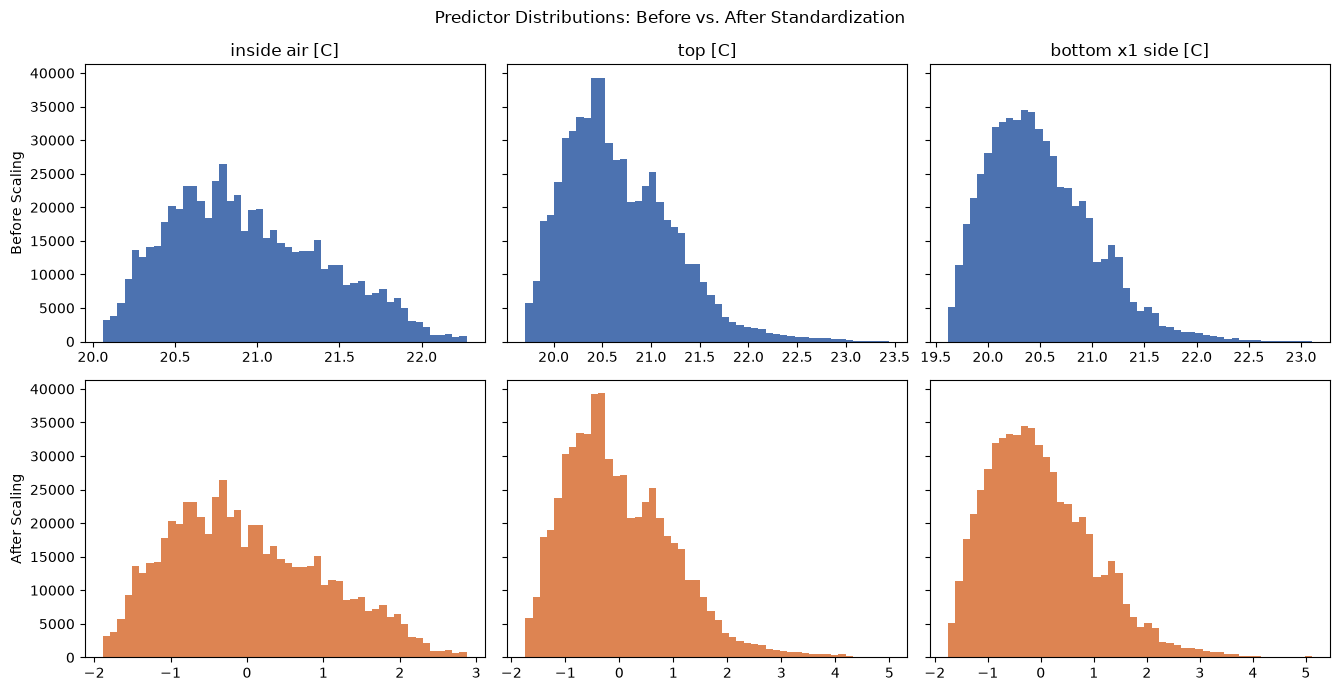 Predictor Distributions: Before vs. After Standardization
inside air [C]
top [C]
bottom x1 side [C]
Before Scaling
40000
35000
30000
25000
20000
15000
10000
5000
0
20.0 20.5 21.0 21.5 22.0
20.0 20.5 21.0 21.5 22.0 22.5 23.0 23.5
19.5 20.0 20.5 21.0 21.5 22.0 22.5 23.0
After Scaling
40000
35000
30000
25000
20000
15000
10000
5000
0
−2 −1 0 1 2 3
−2 −1 0 1 2 3 4 5
−2 −1 0 1 2 3 4 5